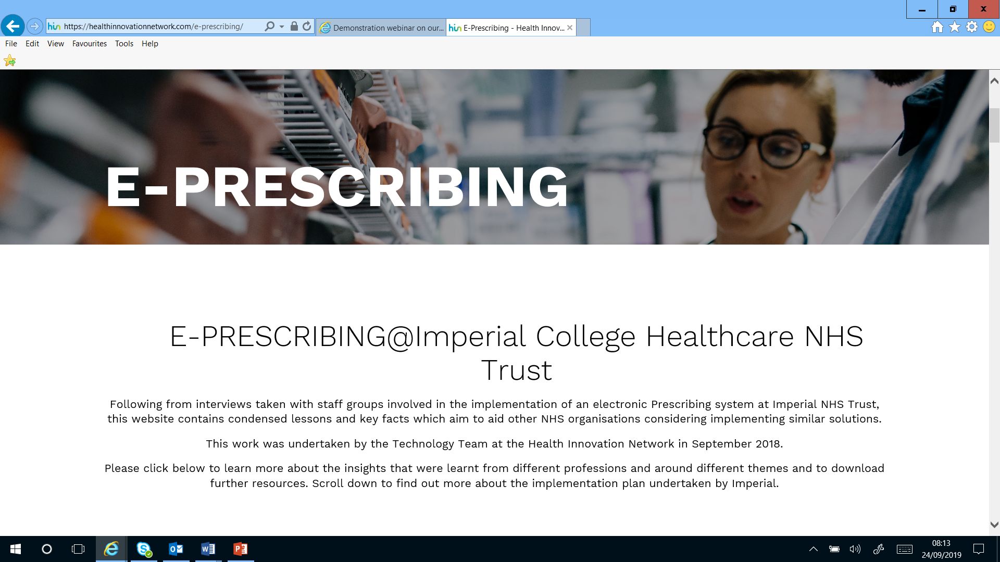 hin https://healthinnovationnetwork.com/e-prescribing/
Demonstration webinar on our...
hin E-Prescribing - Health Innov...
File Edit View Favourites Tools Help
E-PRESCRIBING
E-PRESCRIBING@Imperial College Healthcare NHS
Trust
Following from interviews taken with staff groups involved in the implementation of an electronic Prescribing system at Imperial NHS Trust,
this website contains condensed lessons and key facts which aim to aid other NHS organisations considering implementing similar solutions.
This work was undertaken by the Technology Team at the Health Innovation Network in September 2018.
Please click below to learn more about the insights that were learnt from different professions and around different themes and to download
further resources. Scroll down to find out more about the implementation plan undertaken by Imperial.
08:13
24/09/2019